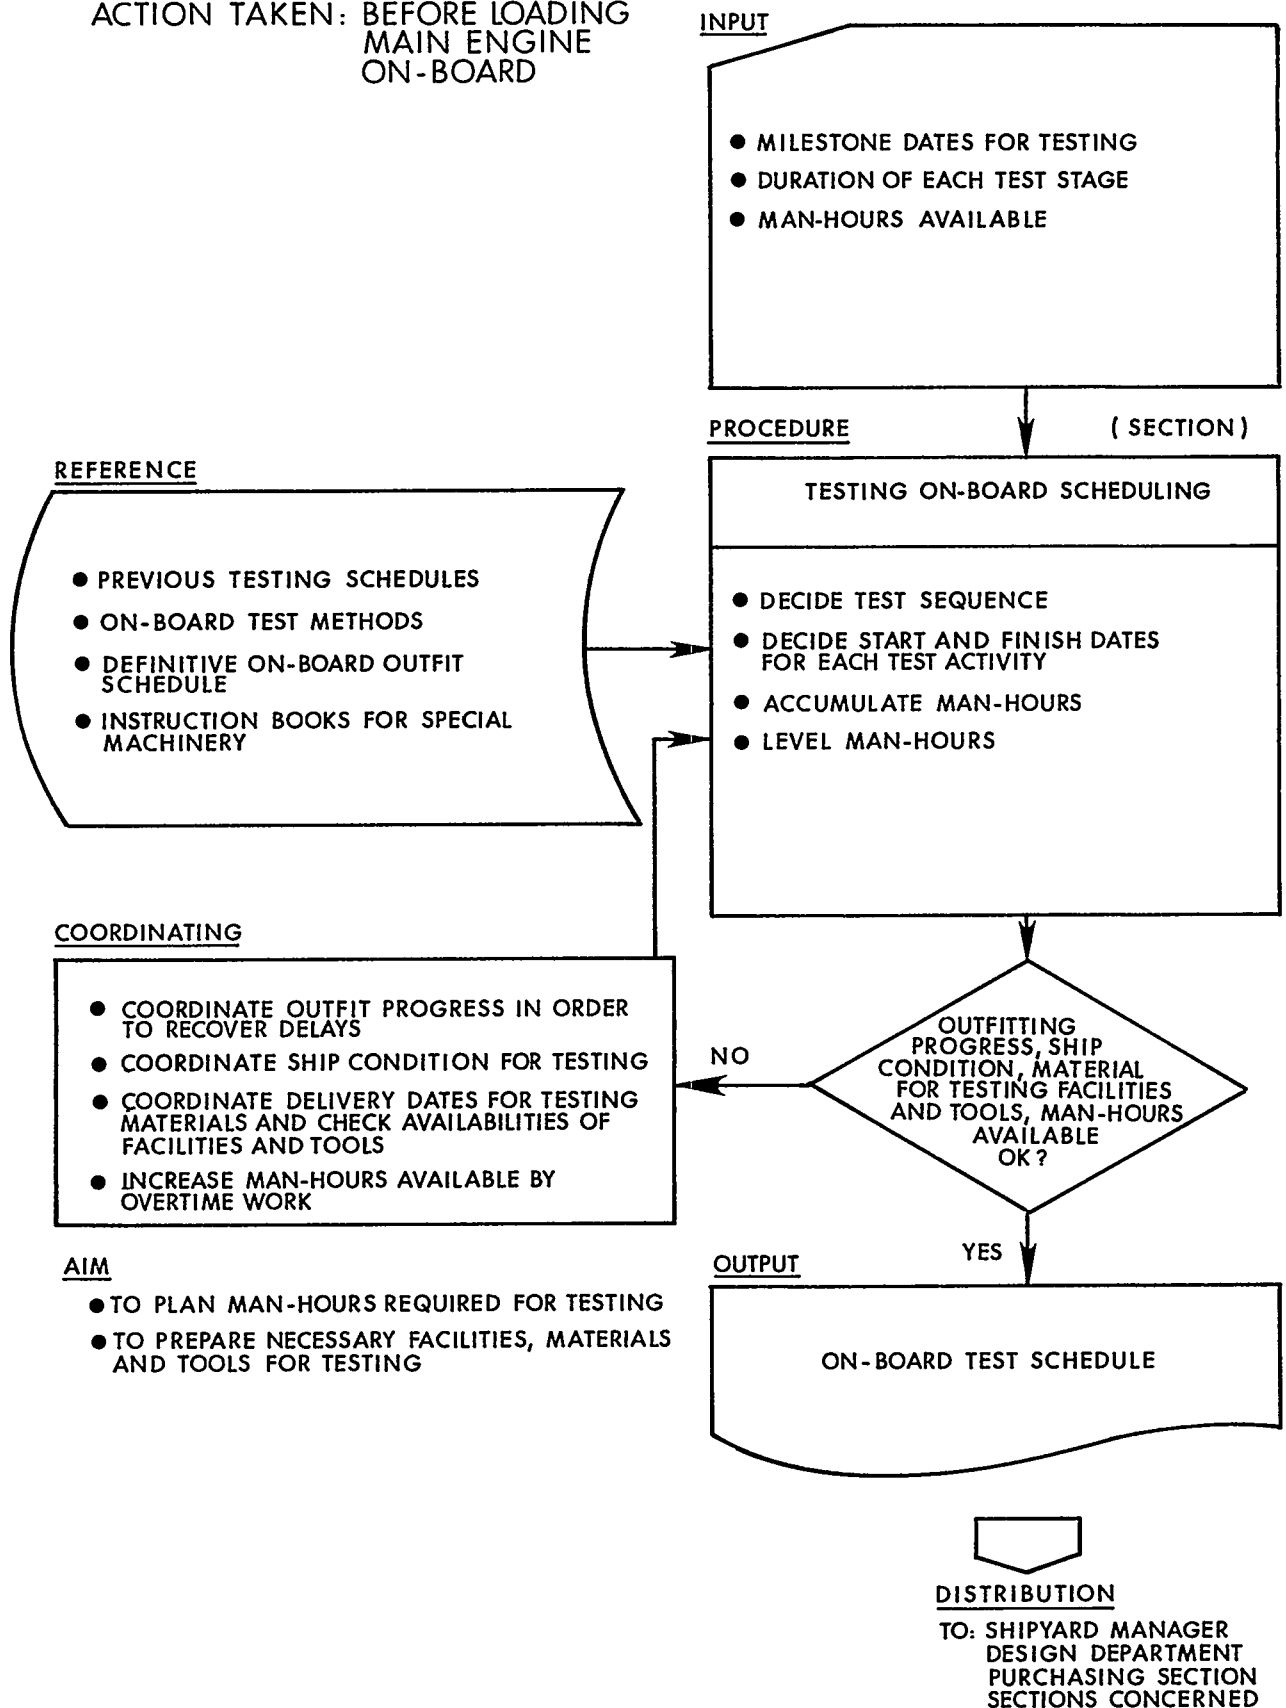 ACTION TAKEN: BEFORE LOADING
MAIN ENGINE
ON-BOARD
INPUT
● MILESTONE DATES FOR TESTING
● DURATION OF EACH TEST STAGE
● MAN-HOURS AVAILABLE
PROCEDURE (SECTION)
TESTING ON-BOARD SCHEDULING
● DECIDE TEST SEQUENCE
● DECIDE START AND FINISH DATES
FOR EACH TEST ACTIVITY
● ACCUMULATE MAN-HOURS
● LEVEL MAN-HOURS
REFERENCE
● PREVIOUS TESTING SCHEDULES
● ON-BOARD TEST METHODS
● DEFINITIVE ON-BOARD OUTFIT
SCHEDULE
● INSTRUCTION BOOKS FOR SPECIAL
MACHINERY
OUTFITTING
PROGRESS, SHIP
CONDITION, MATERIAL
FOR TESTING FACILITIES
AND TOOLS, MAN-HOURS
AVAILABLE
OK?
NO
COORDINATING
● COORDINATE OUTFIT PROGRESS IN ORDER
TO RECOVER DELAYS
● COORDINATE SHIP CONDITION FOR TESTING
● COORDINATE DELIVERY DATES FOR TESTING
MATERIALS AND CHECK AVAILABILITIES OF
FACILITIES AND TOOLS
● INCREASE MAN-HOURS AVAILABLE BY
OVERTIME WORK
AIM
● TO PLAN MAN-HOURS REQUIRED FOR TESTING
● TO PREPARE NECESSARY FACILITIES, MATERIALS
AND TOOLS FOR TESTING
YES
OUTPUT
ON-BOARD TEST SCHEDULE
DISTRIBUTION
TO: SHIPYARD MANAGER
DESIGN DEPARTMENT
PURCHASING SECTION
SECTIONS CONCERNED